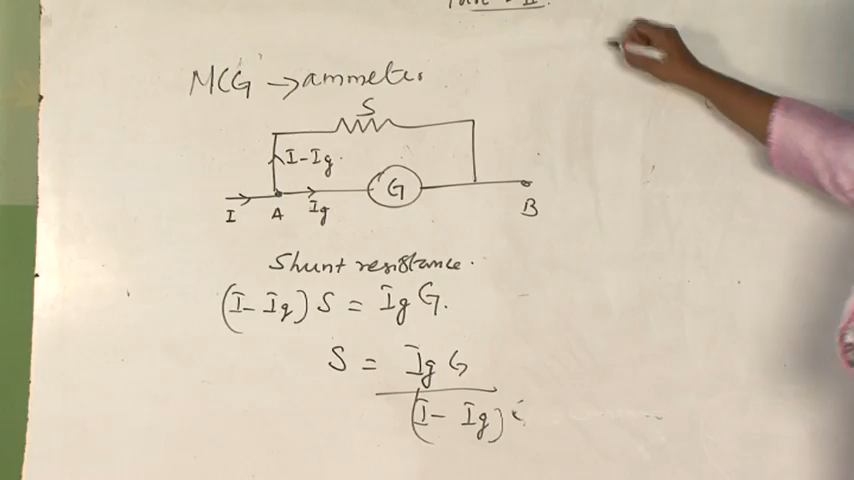 MCG → ammeter
S
I-Ig.
G
I A Ig B
Shunt resistance.
(I-Ig) S = Ig G.
S = Ig G
(I- Ig)